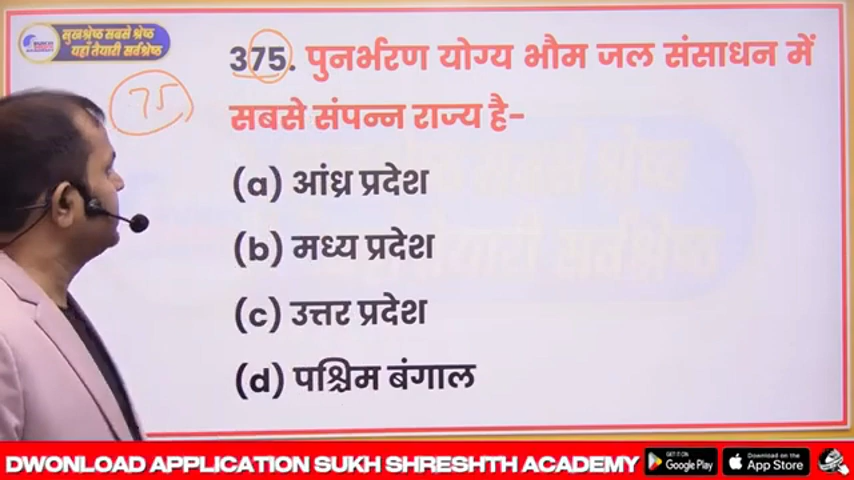 सुखश्रेष्ठ सबसे श्रेष्ठ
यहाँ तैयारी सर्वश्रेष्ठ
375. पुनर्भरण योग्य भौम जल संसाधन में
75
सबसे संपन्न राज्य है-
(a) आंध्र प्रदेश
(b) मध्य प्रदेश
(c) उत्तर प्रदेश
(d) पश्चिम बंगाल
DWONLOAD APPLICATION SUKH SHRESHTH ACADEMY
GET IT ON
Google Play
Download on the
App Store